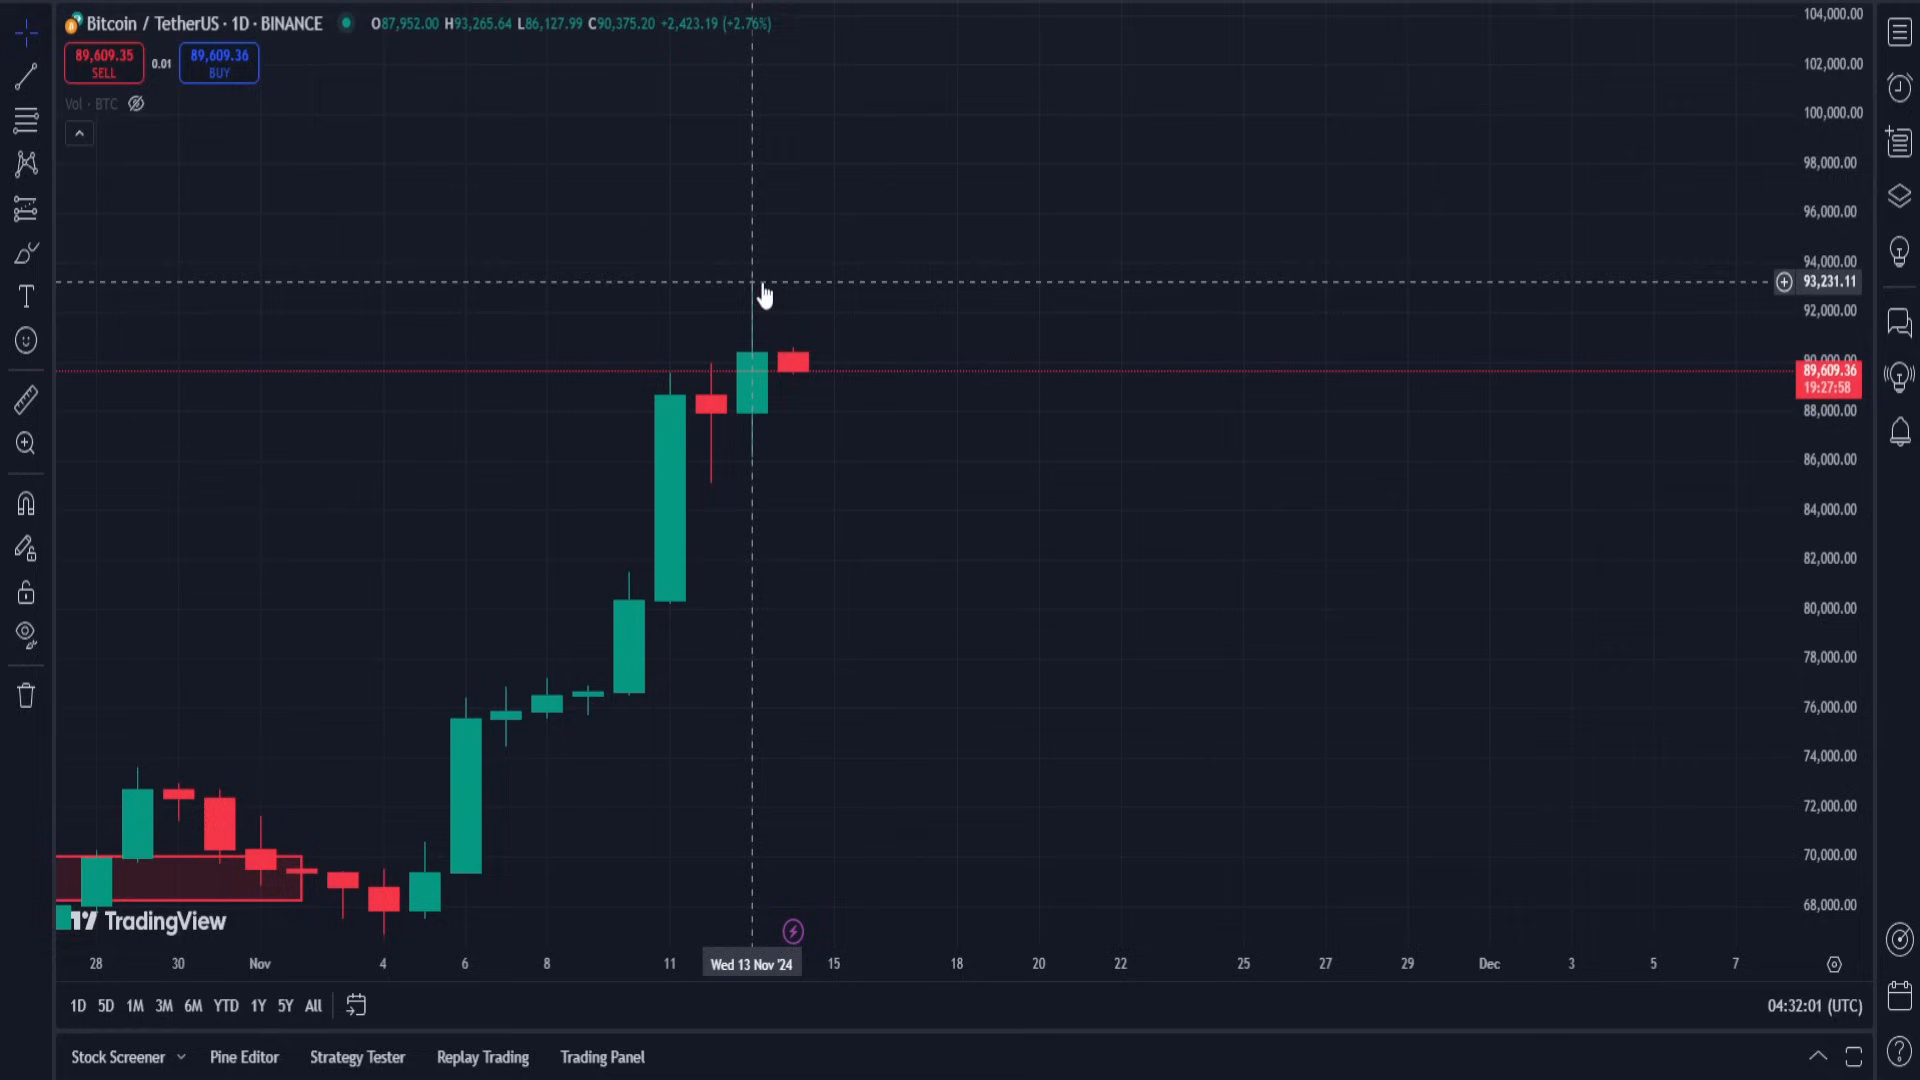 Bitcoin / TetherUS · 1D · BINANCE
O87,952.00 H93,265.64 L86,127.99 C90,375.20 +2,423.19 (+2.76%)
89,609.35
SELL
0.01
89,609.36
BUY
Vol · BTC
104,000.00
102,000.00
100,000.00
98,000.00
96,000.00
94,000.00
93,231.11
92,000.00
90,000.00
89,609.36
19:27:58
88,000.00
86,000.00
84,000.00
82,000.00
80,000.00
78,000.00
76,000.00
74,000.00
72,000.00
70,000.00
68,000.00
TradingView
28
30
Nov
4
6
8
11
Wed 13 Nov '24
15
18
20
22
25
27
29
Dec
3
5
7
1D 5D 1M 3M 6M YTD 1Y 5Y All
04:32:01 (UTC)
Stock Screener
Pine Editor
Strategy Tester
Replay Trading
Trading Panel